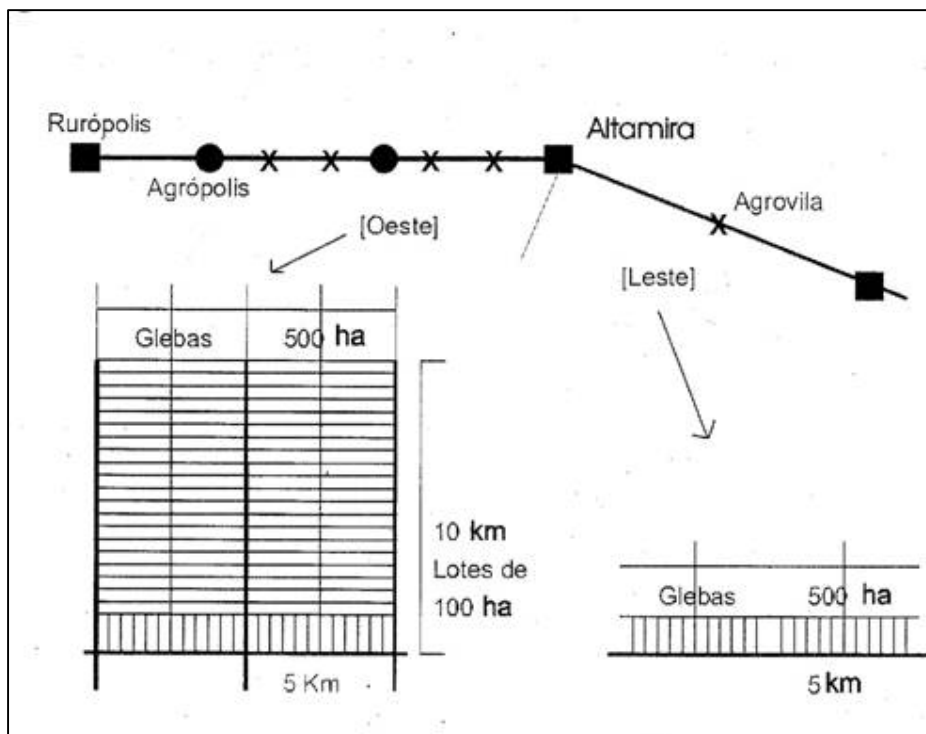 Rurópolis
Altamira
Agrópolis
Agrovila
[Oeste]
[Leste]
Glebas 500 ha
10 km
Lotes de
100 ha
Glebas 500 ha
5 Km
5 km